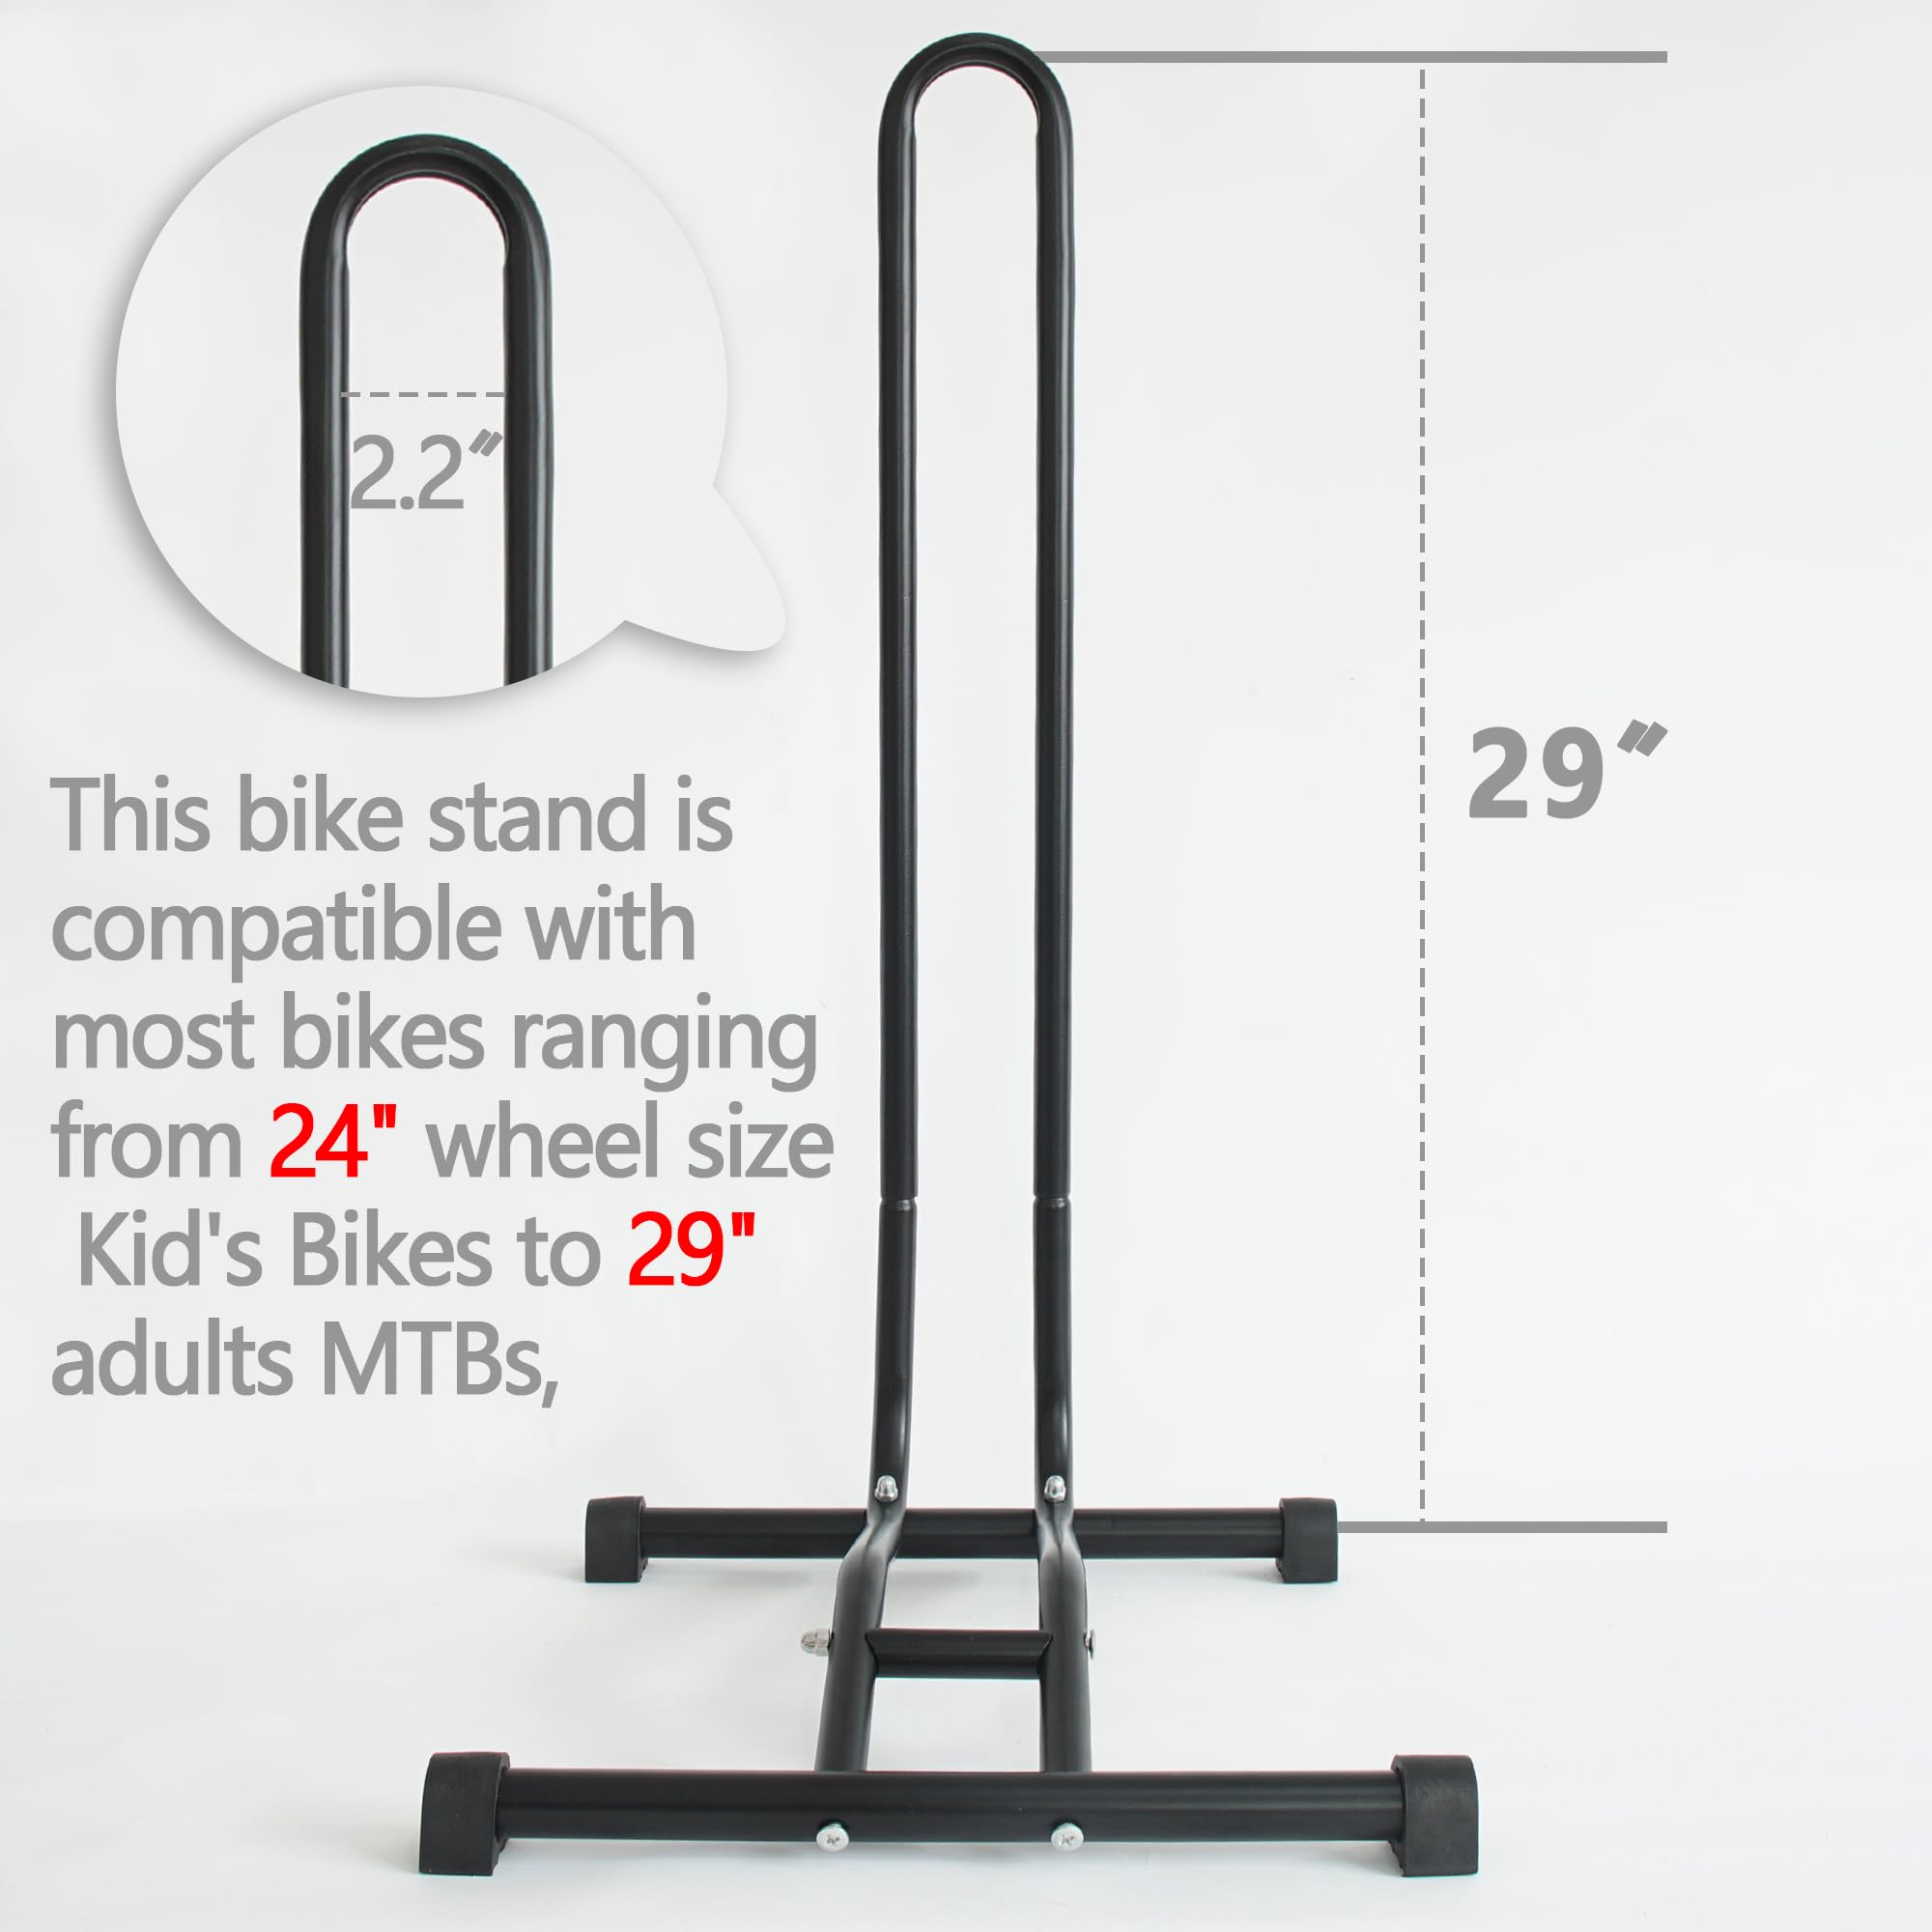 2.2"
29"
This bike stand is
compatible with
most bikes ranging
from 24" wheel size
Kid's Bikes to 29"
adults MTBs,